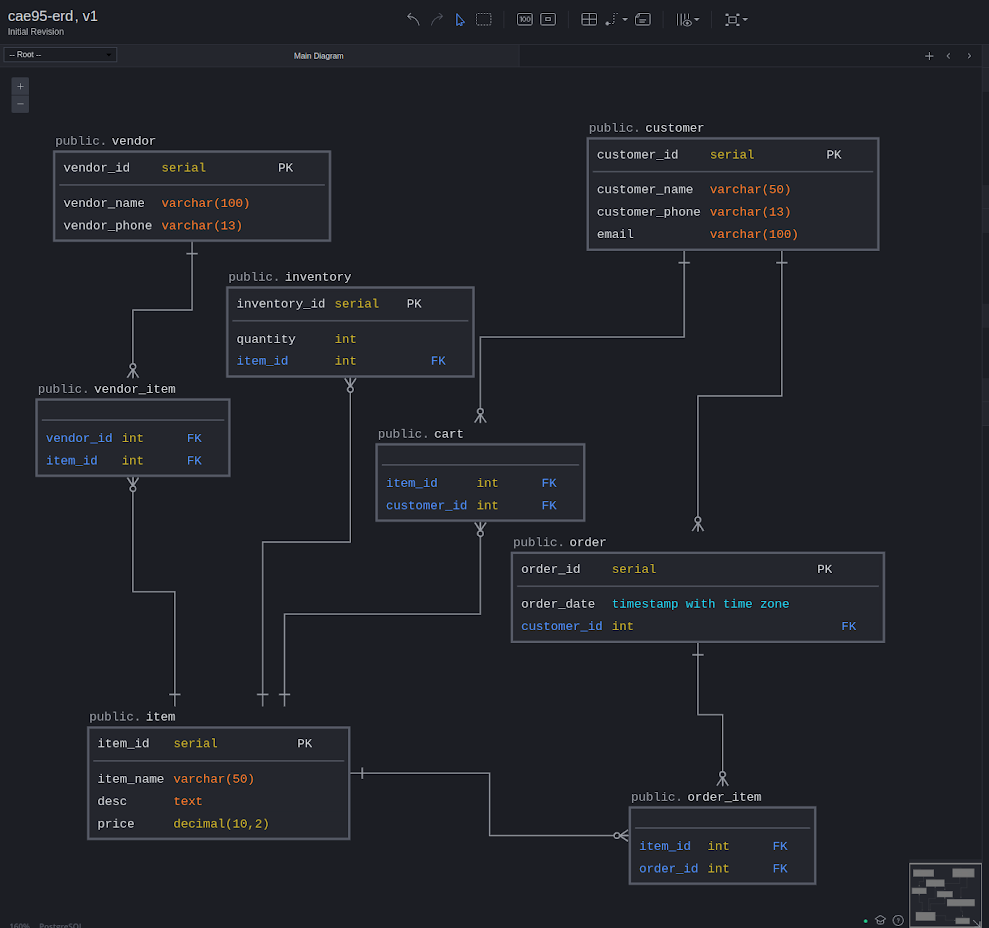 cae95-erd, v1
Initial Revision
100
-- Root --
Main Diagram
public. vendor
vendor_id serial PK
vendor_name varchar(100)
vendor_phone varchar(13)
public. customer
customer_id serial PK
customer_name varchar(50)
customer_phone varchar(13)
email varchar(100)
public. inventory
inventory_id serial PK
quantity int
item_id int FK
public. vendor_item
vendor_id int FK
item_id int FK
public. cart
item_id int FK
customer_id int FK
public. order
order_id serial PK
order_date timestamp with time zone
customer_id int FK
public. item
item_id serial PK
item_name varchar(50)
desc text
price decimal(10,2)
public. order_item
item_id int FK
order_id int FK
160% PostgreSQL